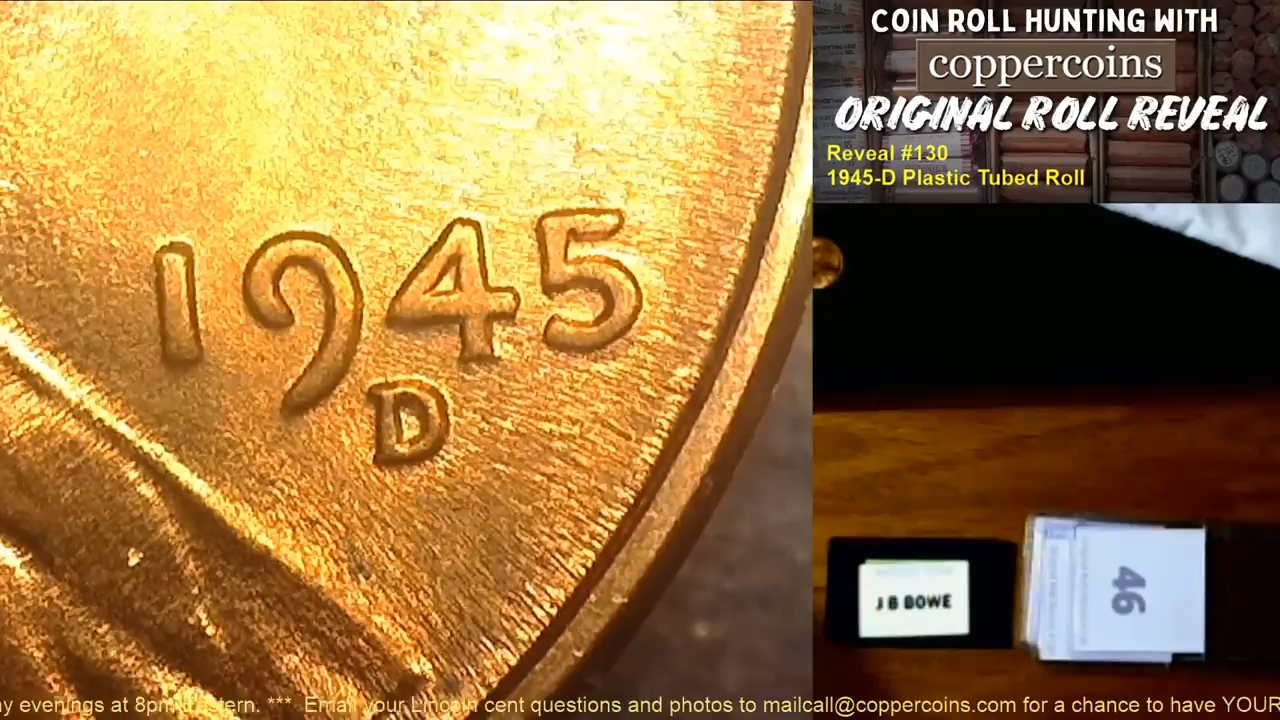 1945
D
COIN ROLL HUNTING WITH
coppercoins
ORIGINAL ROLL REVEAL
Reveal #130
1945-D Plastic Tubed Roll
J B BOWE
46
evenings at 8pm Eastern. *** Email your Lincoln cent questions and photos to mailcall@coppercoins.com for a chance to have YOUR